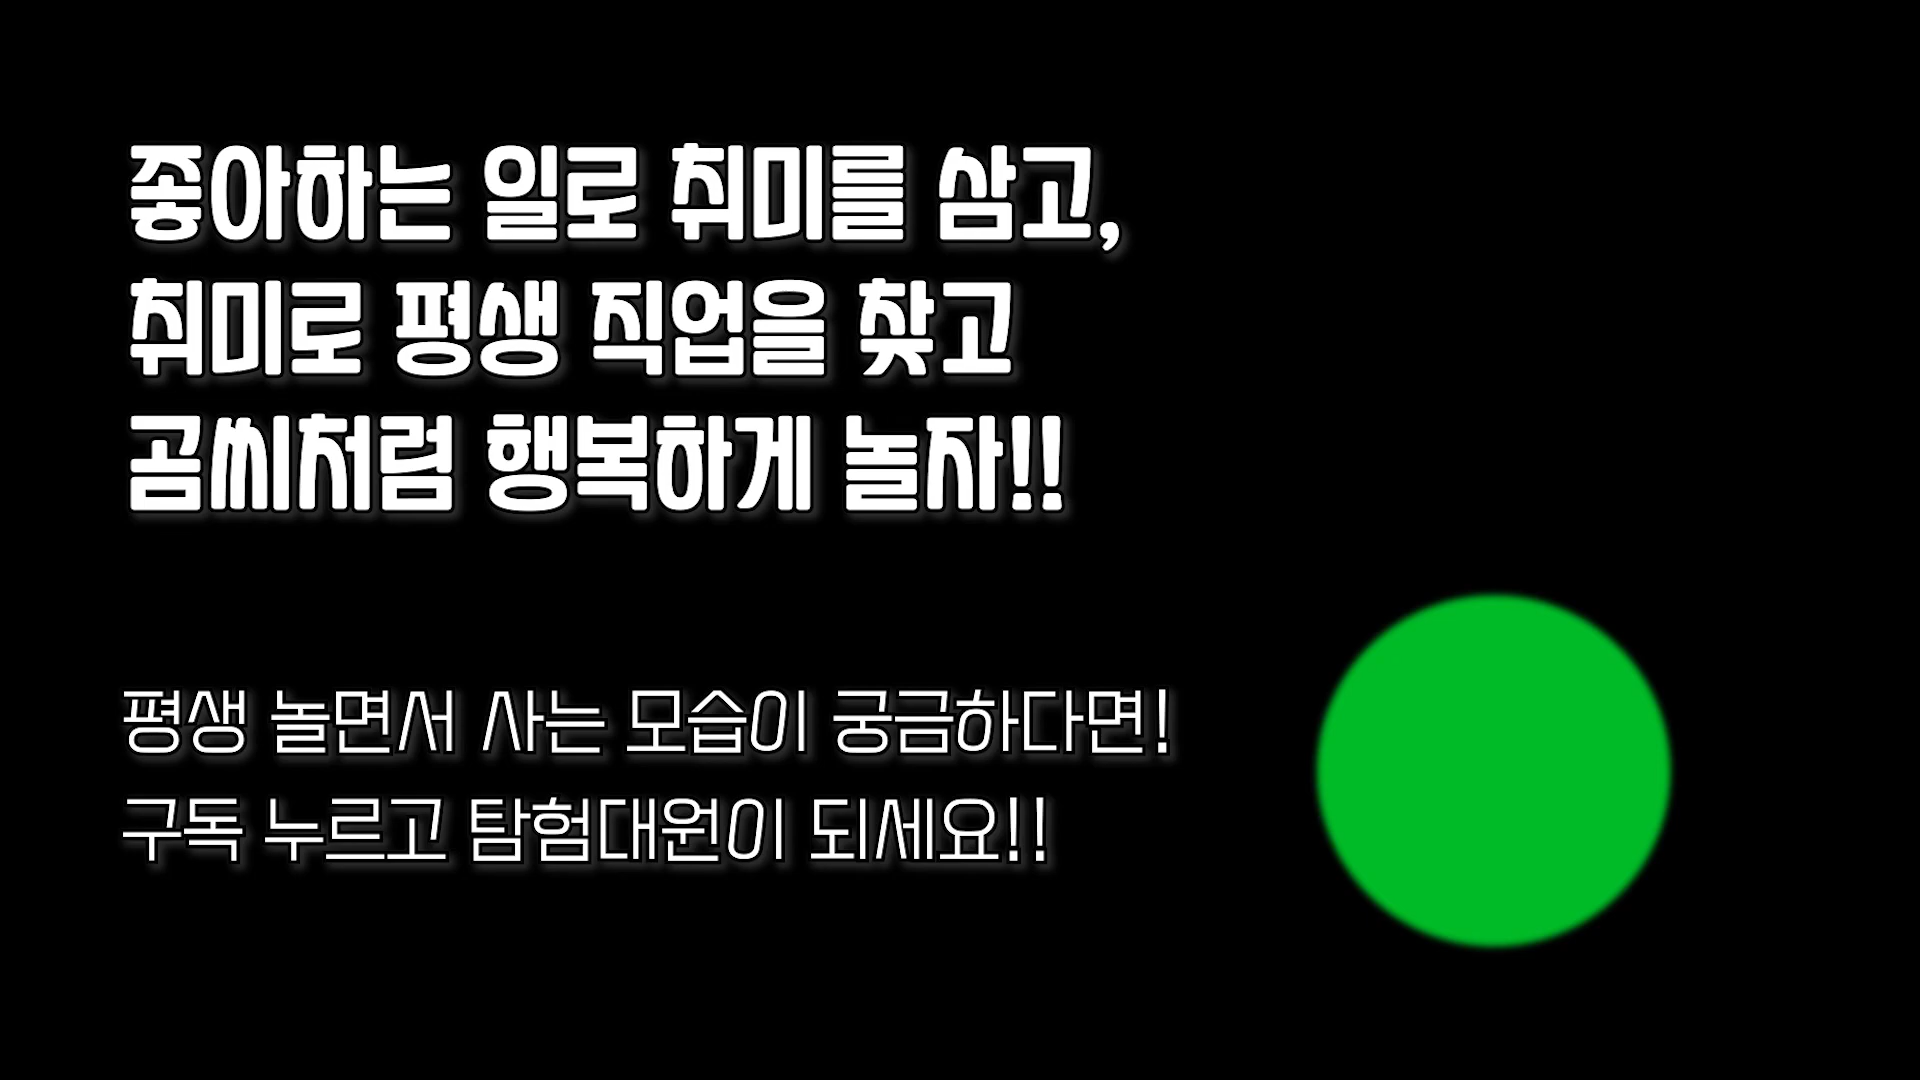 좋아하는 일로 취미를 삼고,
취미로 평생 직업을 찾고
곰씨처럼 행복하게 놀자!!
평생 놀면서 사는 모습이 궁금하다면!
구독 누르고 탐험대원이 되세요!!